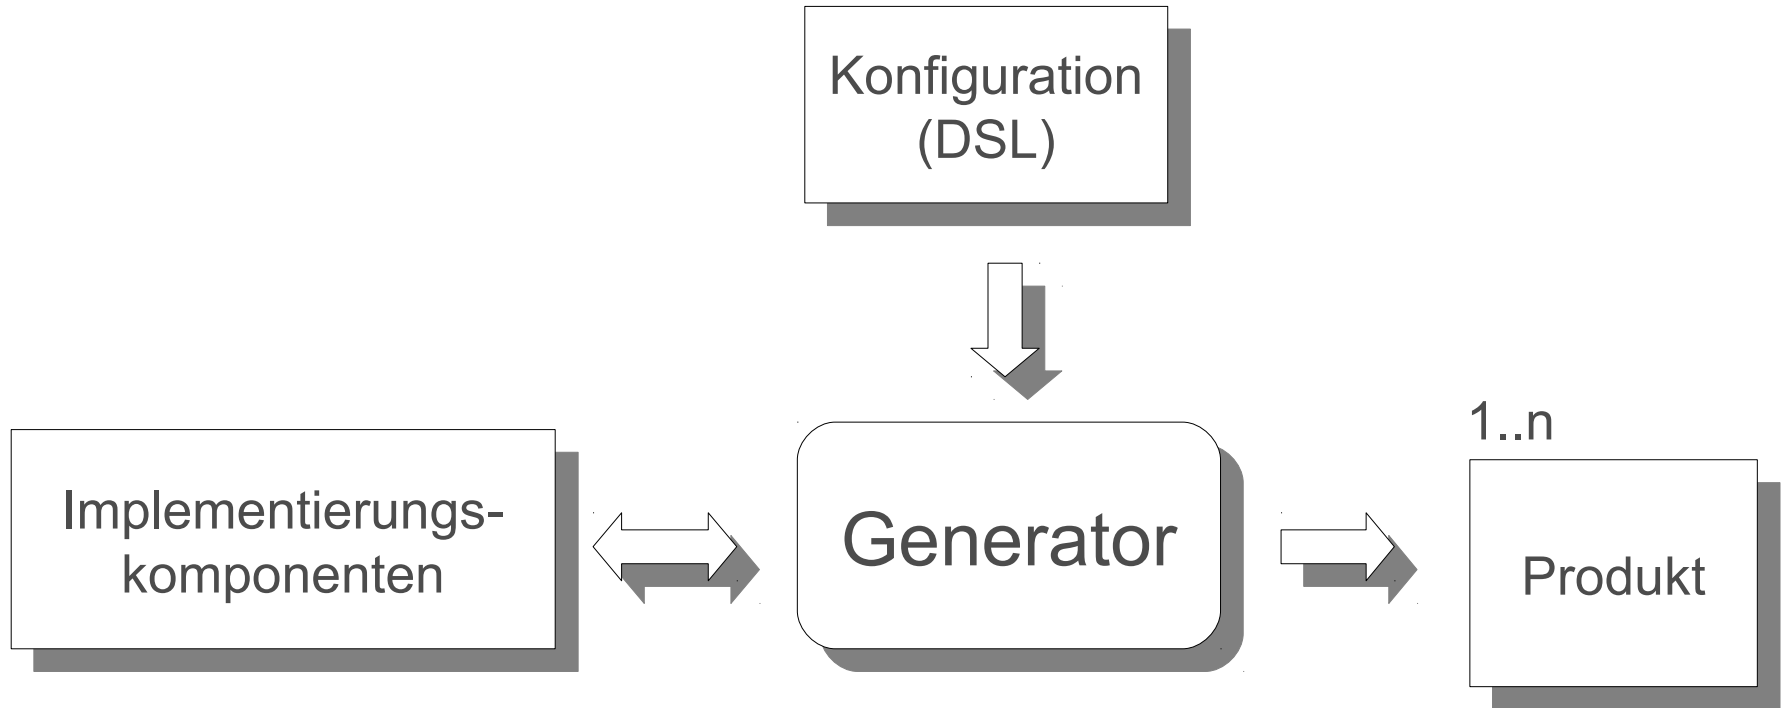 Konfiguration
(DSL)
Implementierungs-
komponenten
Generator
1..n
Produkt